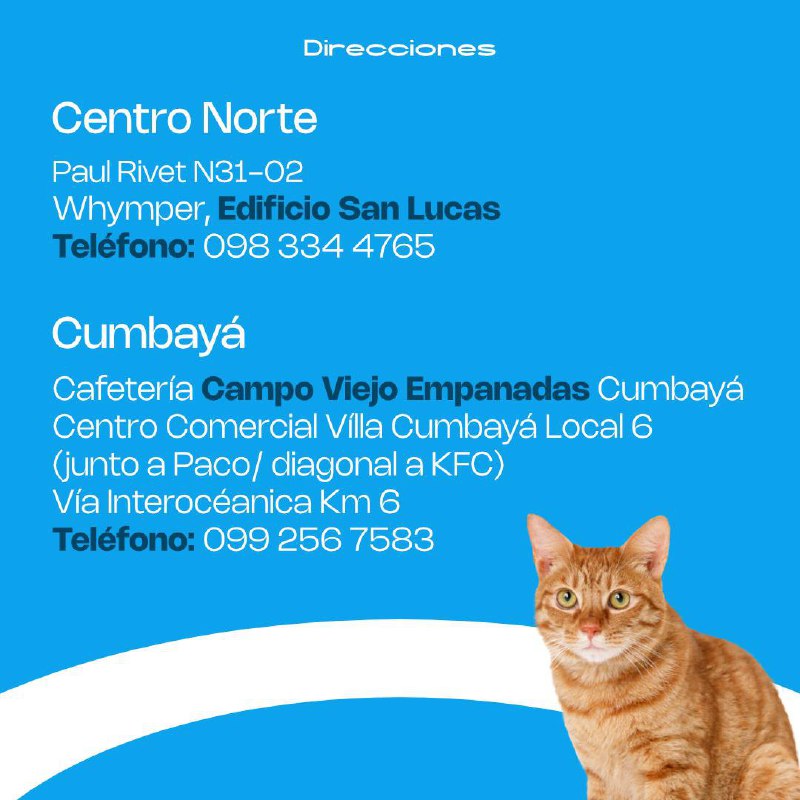 Direcciones
Centro Norte
Paul Rivet N31-02
Whymper, Edificio San Lucas
Teléfono: 098 334 4765
Cumbayá
Cafetería Campo Viejo Empanadas Cumbayá
Centro Comercial Vílla Cumbayá Local 6
(junto a Paco/ diagonal a KFC)
Vía Interocéanica Km 6
Teléfono: 099 256 7583